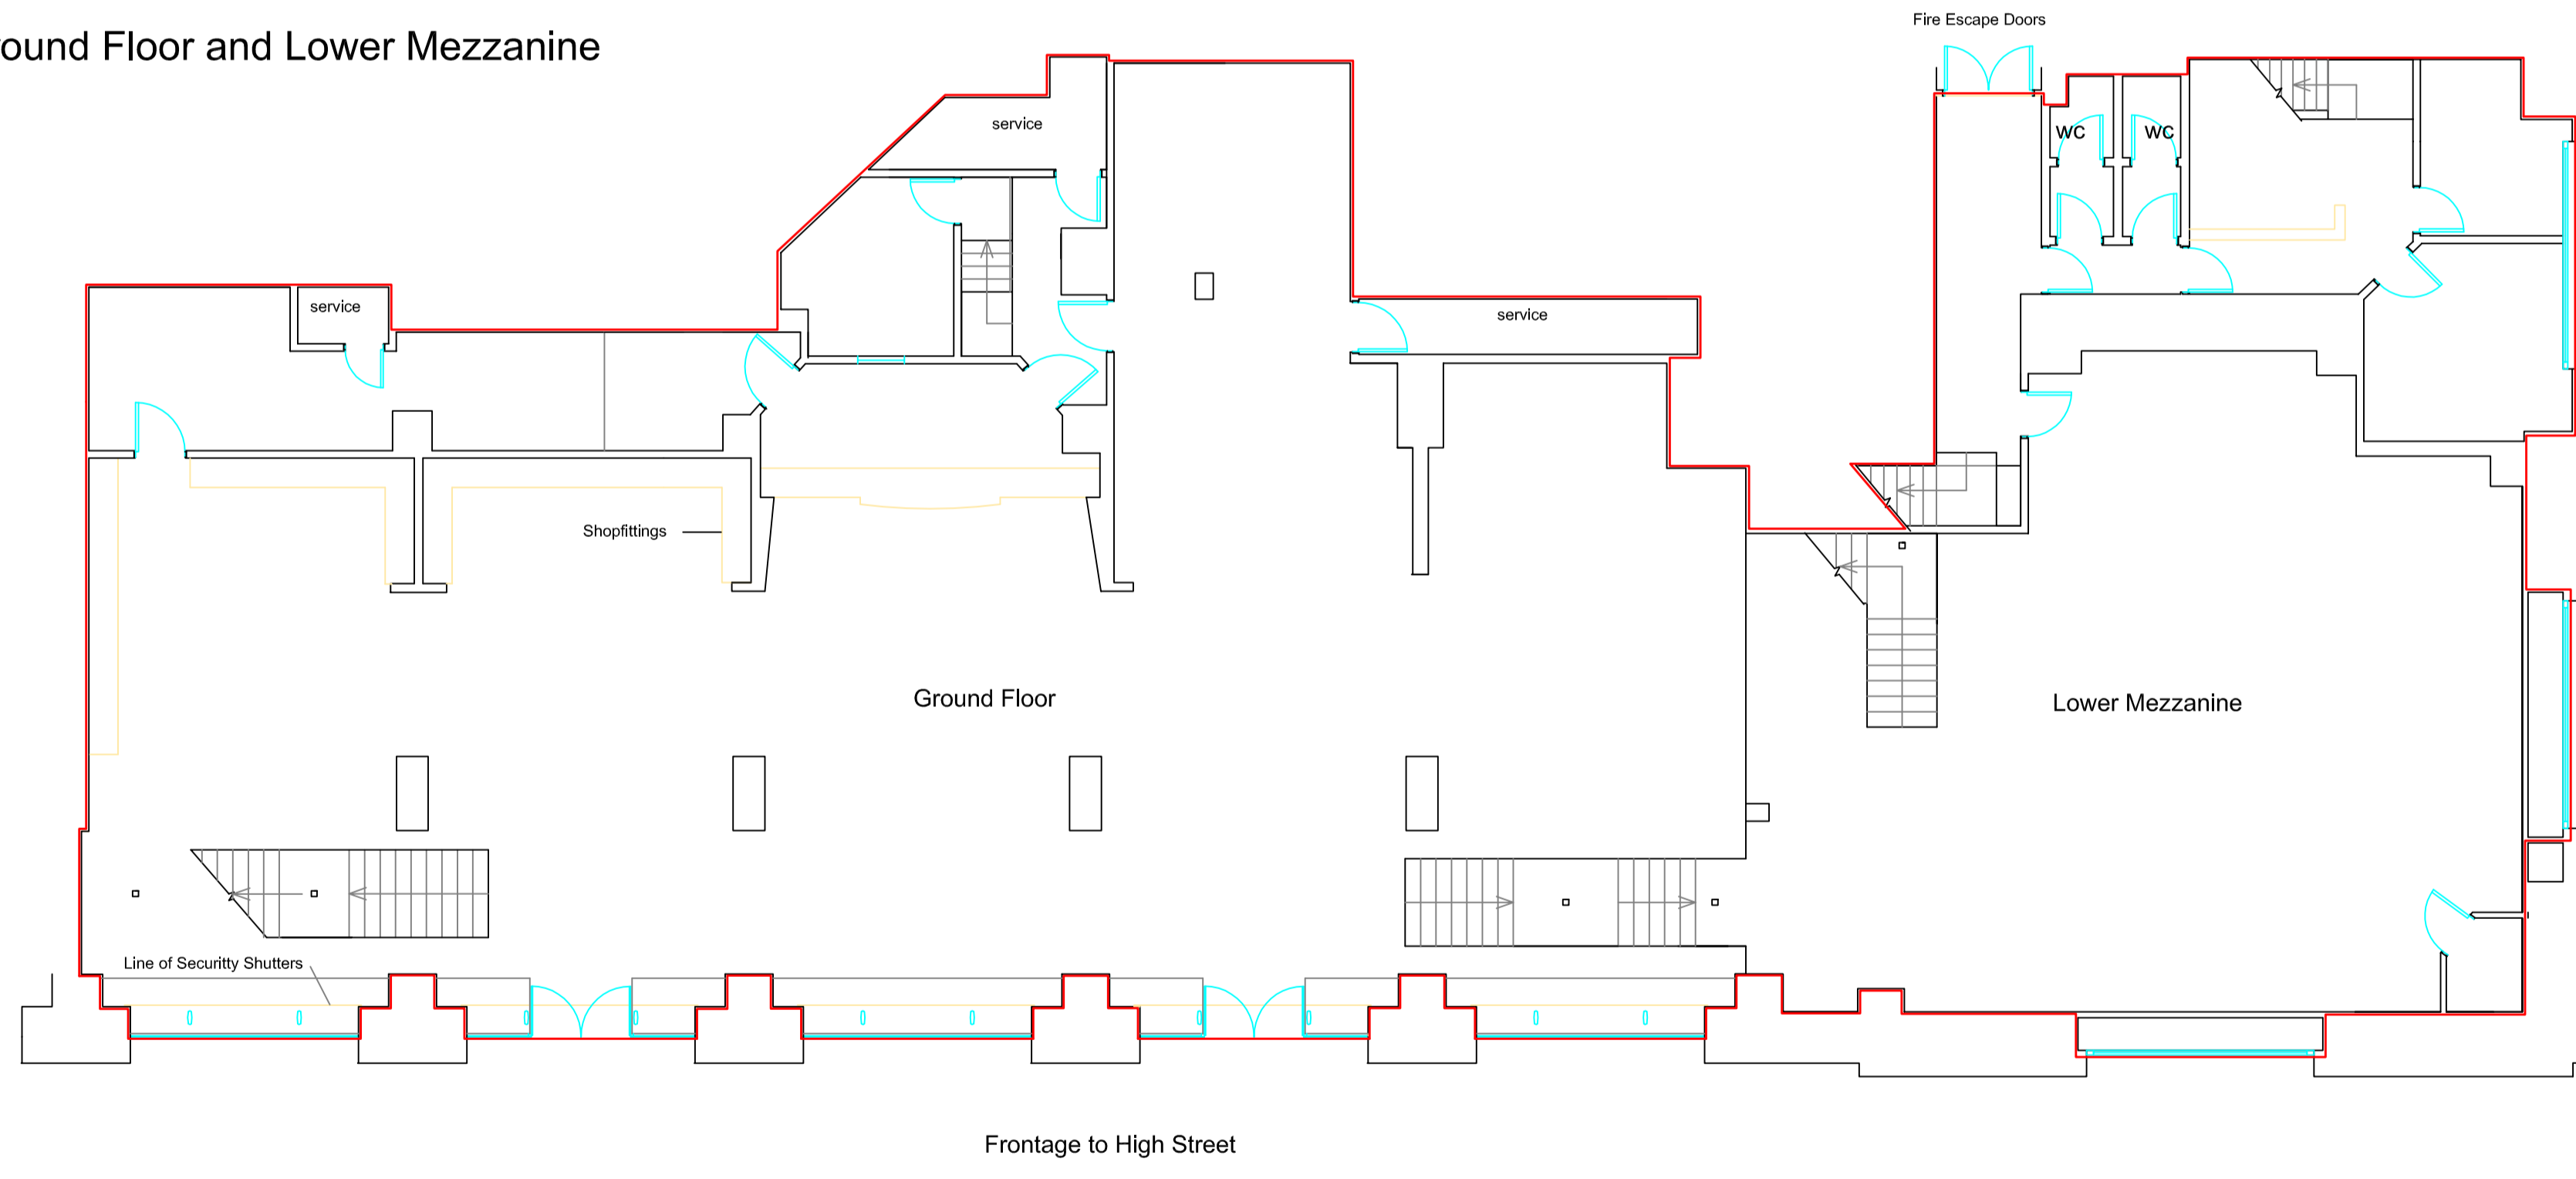 Fire Escape Doors
ound Floor and Lower Mezzanine
service
WC
WC
service
service
Shopfittings
Ground Floor
Lower Mezzanine
Line of Securitty Shutters
Frontage to High Street